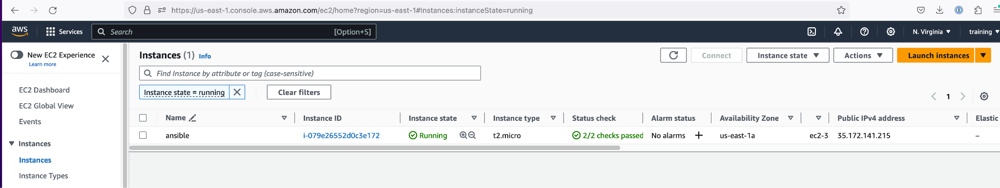 https://us-east-1.console.aws.amazon.com/ec2/home?region=us-east-1#Instances:instanceState=running
aws Services Search [Option+S] N. Virginia training
New EC2 Experience
Learn more
EC2 Dashboard
EC2 Global View
Events
Instances
Instances
Instance Types
Instances (1) Info
Connect Instance state Actions Launch instances
Find Instance by attribute or tag (case-sensitive)
Instance state = running Clear filters
1
Name Instance ID Instance state Instance type Status check Alarm status Availability Zone Public IPv4 address Elastic
ansible i-079e26552d0c3e172 Running t2.micro 2/2 checks passed No alarms + us-east-1a ec2-3. 35.172.141.215 –